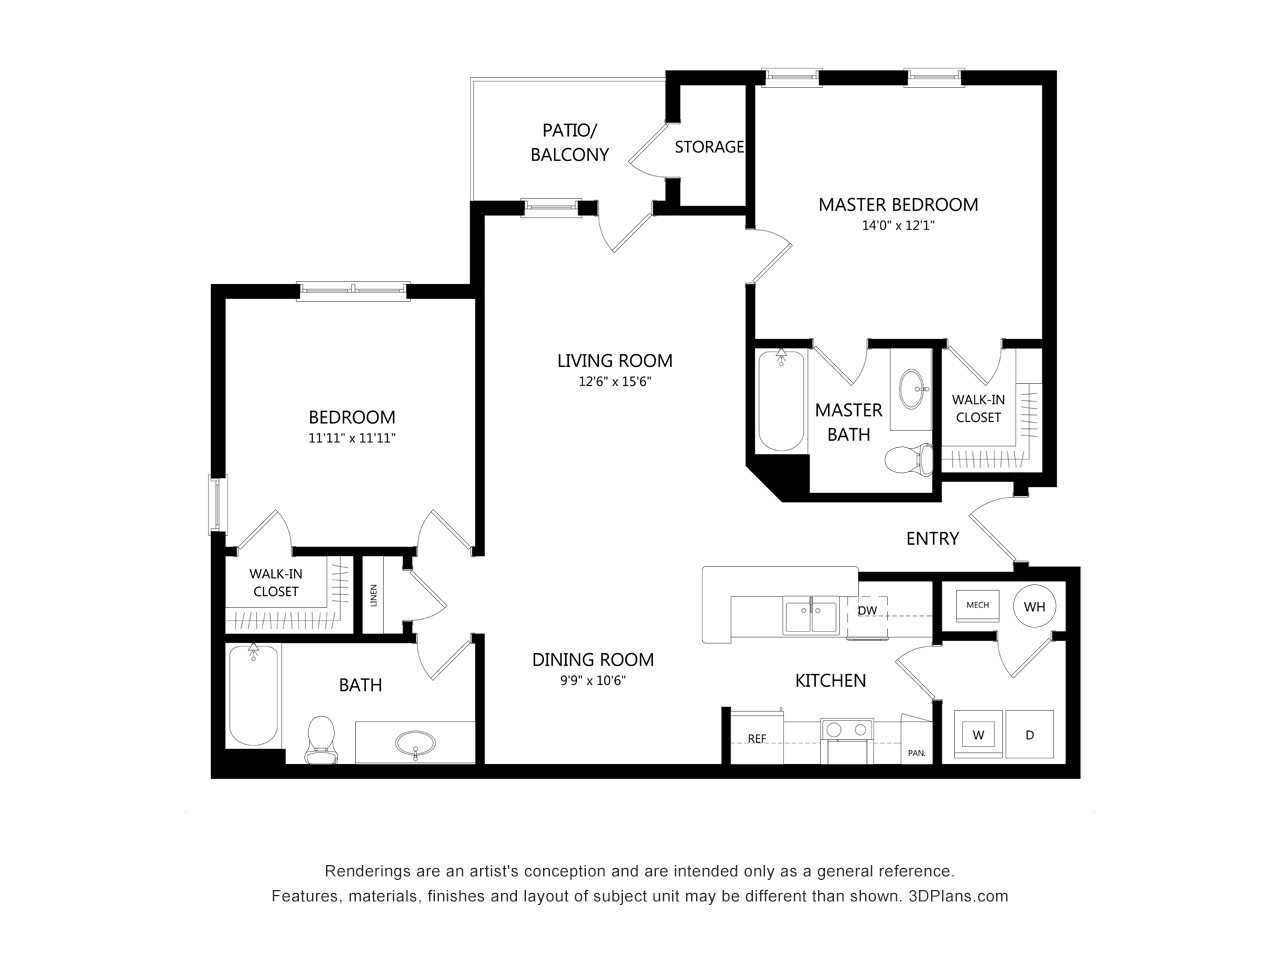 PATIO/
BALCONY
STORAGE
MASTER BEDROOM
14'0" x 12'1"
LIVING ROOM
12'6" x 15'6"
BEDROOM
11'11" x 11'11"
MASTER
BATH
WALK-IN
CLOSET
ENTRY
WALK-IN
CLOSET
LINEN
DW
MECH
WH
DINING ROOM
9'9" x 10'6"
KITCHEN
BATH
REF
PAN.
W
D
Renderings are an artist's conception and are intended only as a general reference.
Features, materials, finishes and layout of subject unit may be different than shown. 3DPlans.com